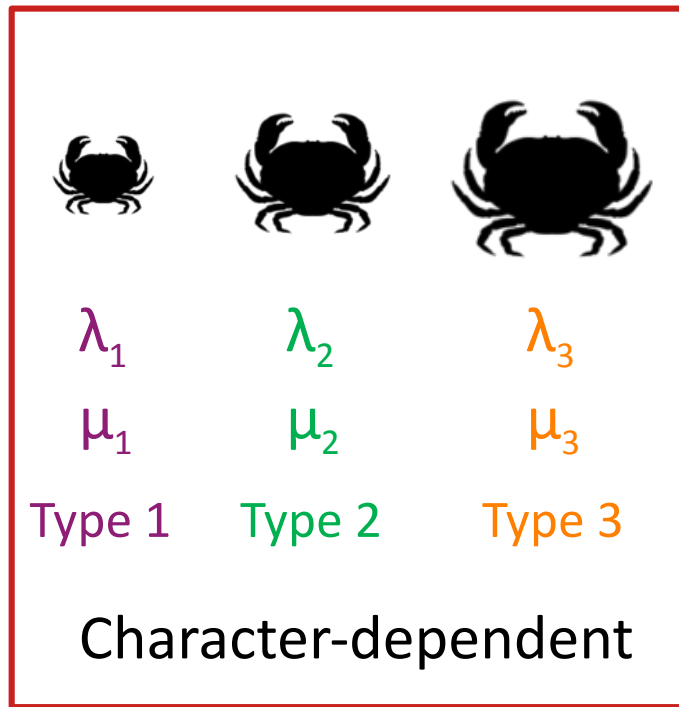 λ₁ λ₂ λ₃
μ₁ μ₂ μ₃
Type 1 Type 2 Type 3
Character-dependent